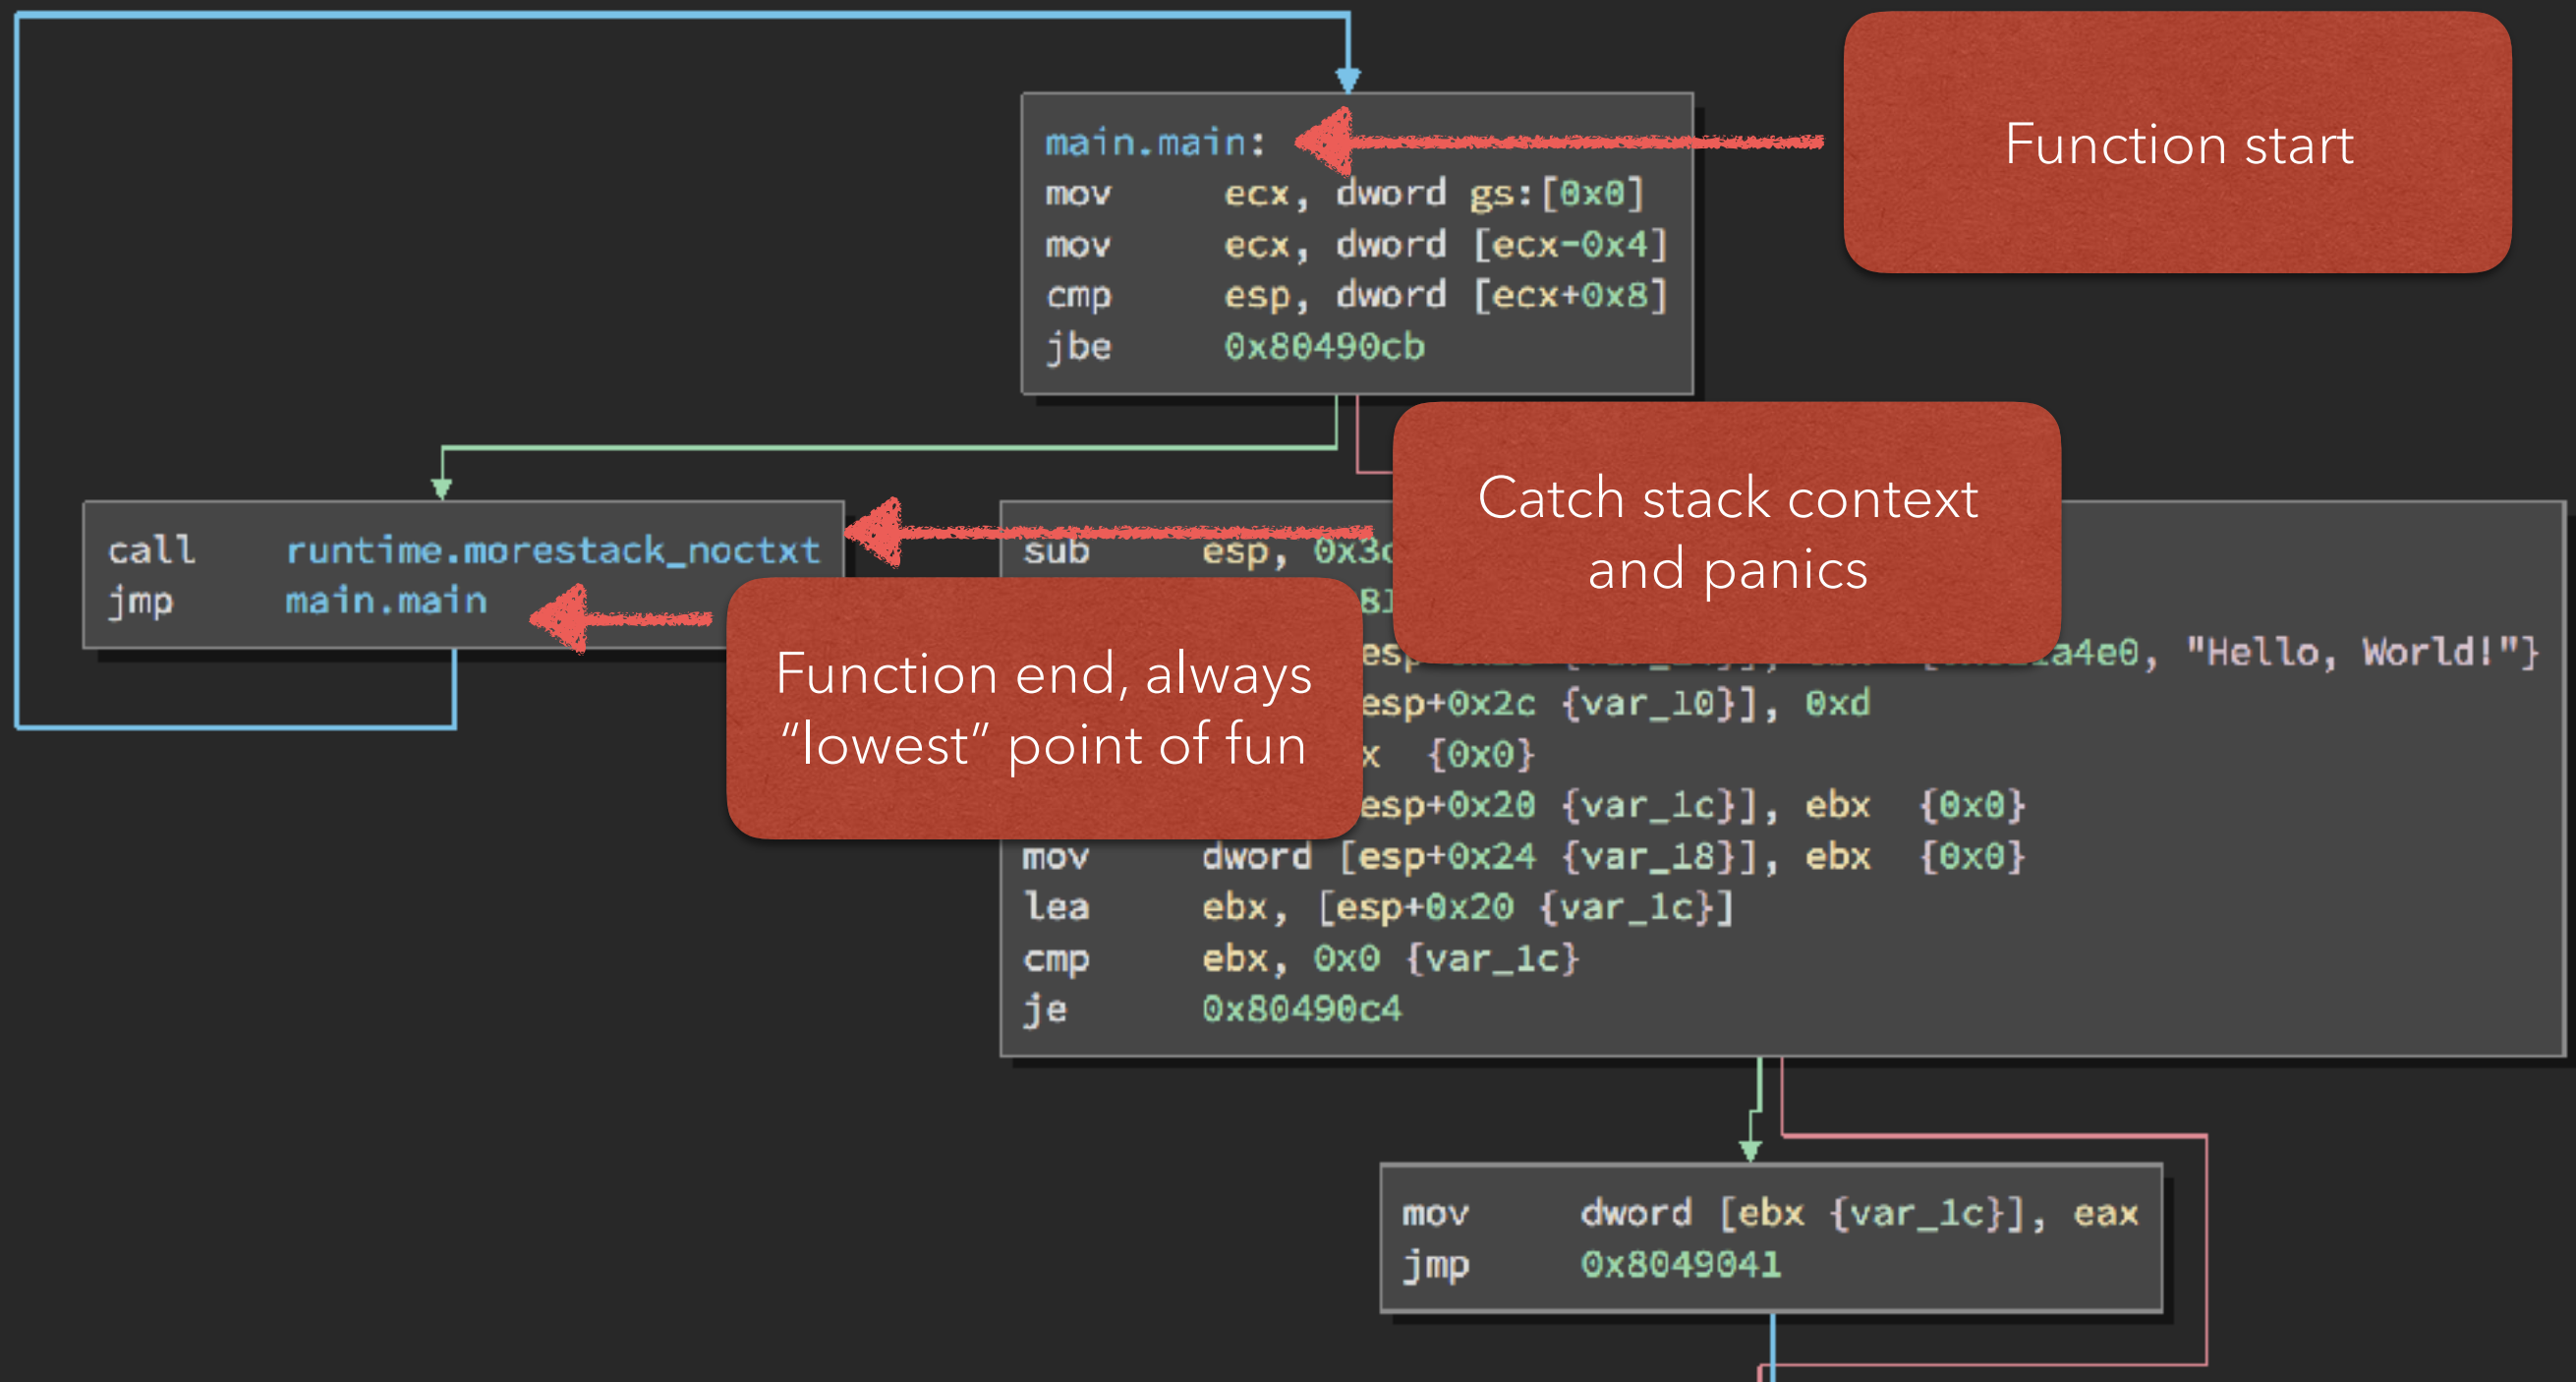 main.main:
mov ecx, dword gs:[0x0]
mov ecx, dword [ecx-0x4]
cmp esp, dword [ecx+0x8]
jbe 0x80490cb
Function start
Catch stack context
and panics
call runtime.morestack_noctxt
jmp main.main
Function end, always
“lowest” point of fun
sub esp,
a4e0, "Hello, World!"}
esp+0x2c {var_10}], 0xd
x {0x0}
esp+0x20 {var_1c}], ebx {0x0}
mov dword [esp+0x24 {var_18}], ebx {0x0}
lea ebx, [esp+0x20 {var_1c}]
cmp ebx, 0x0 {var_1c}
je 0x80490c4
mov dword [ebx {var_1c}], eax
jmp 0x8049041